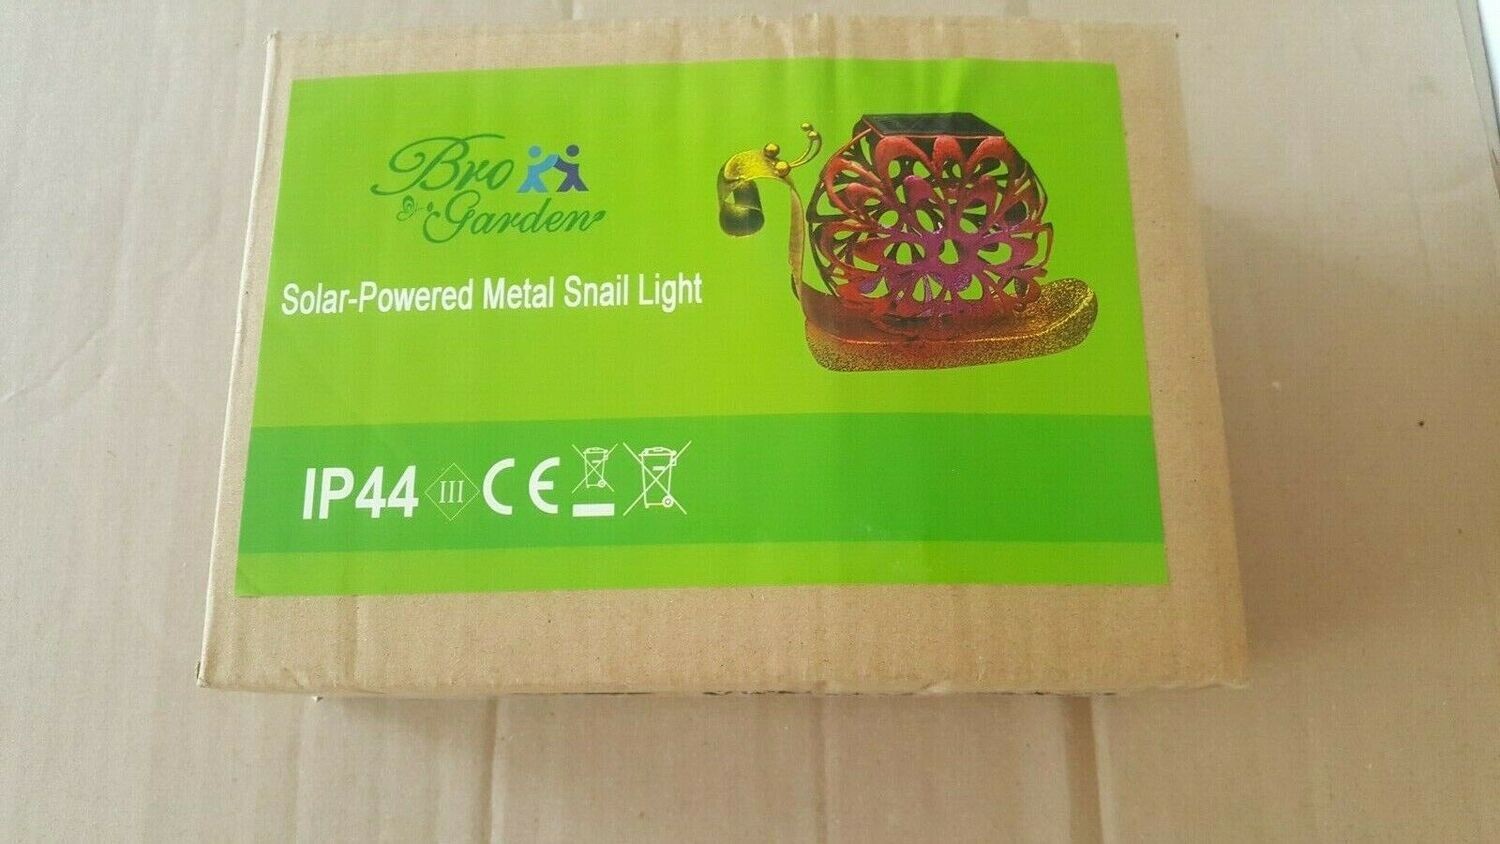 Bro
Garden
Solar-Powered Metal Snail Light
IP44 III CE